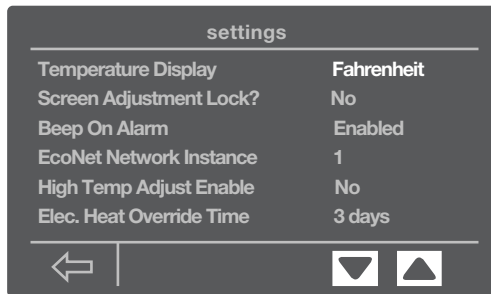 settings
Temperature Display Fahrenheit
Screen Adjustment Lock? No
Beep On Alarm Enabled
EcoNet Network Instance 1
High Temp Adjust Enable No
Elec. Heat Override Time 3 days